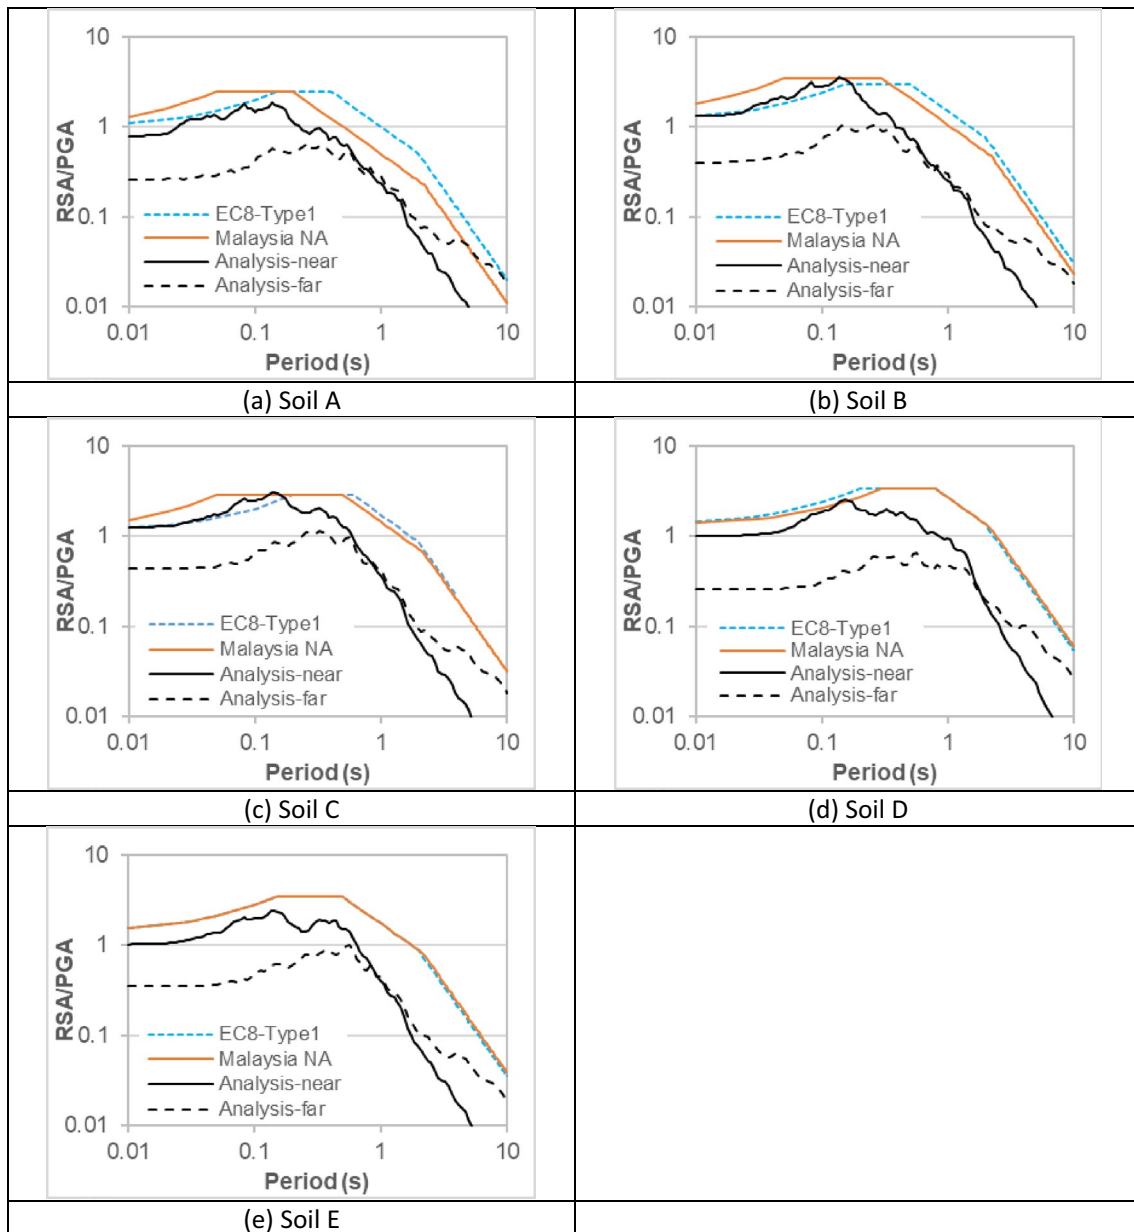 10
1
0.1
0.01
RSA/PGA
EC8-Type1
Malaysia NA
Analysis-near
Analysis-far
0.01 0.1 1 10
Period (s)
(a) Soil A
10
1
0.1
0.01
RSA/PGA
EC8-Type1
Malaysia NA
Analysis-near
Analysis-far
0.01 0.1 1 10
Period (s)
(b) Soil B
10
1
0.1
0.01
RSA/PGA
EC8-Type1
Malaysia NA
Analysis-near
Analysis-far
0.01 0.1 1 10
Period (s)
(c) Soil C
10
1
0.1
0.01
RSA/PGA
EC8-Type1
Malaysia NA
Analysis-near
Analysis-far
0.01 0.1 1 10
Period (s)
(d) Soil D
10
1
0.1
0.01
RSA/PGA
EC8-Type1
Malaysia NA
Analysis-near
Analysis-far
0.01 0.1 1 10
Period (s)
(e) Soil E